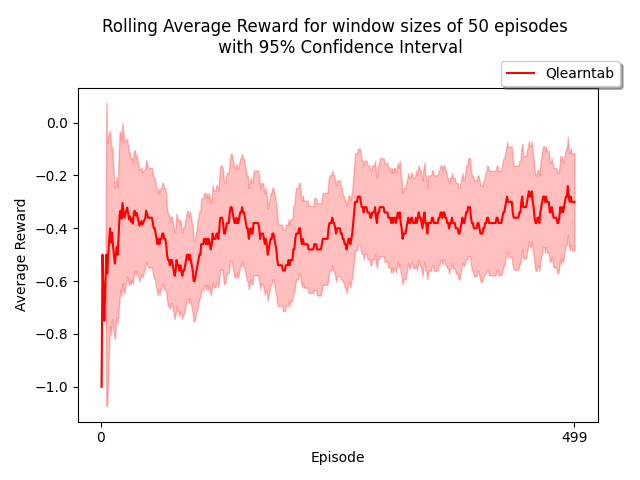 Rolling Average Reward for window sizes of 50 episodes
with 95% Confidence Interval
Qlearntab
0.0
−0.2
−0.4
−0.6
−0.8
−1.0
Average Reward
0
499
Episode